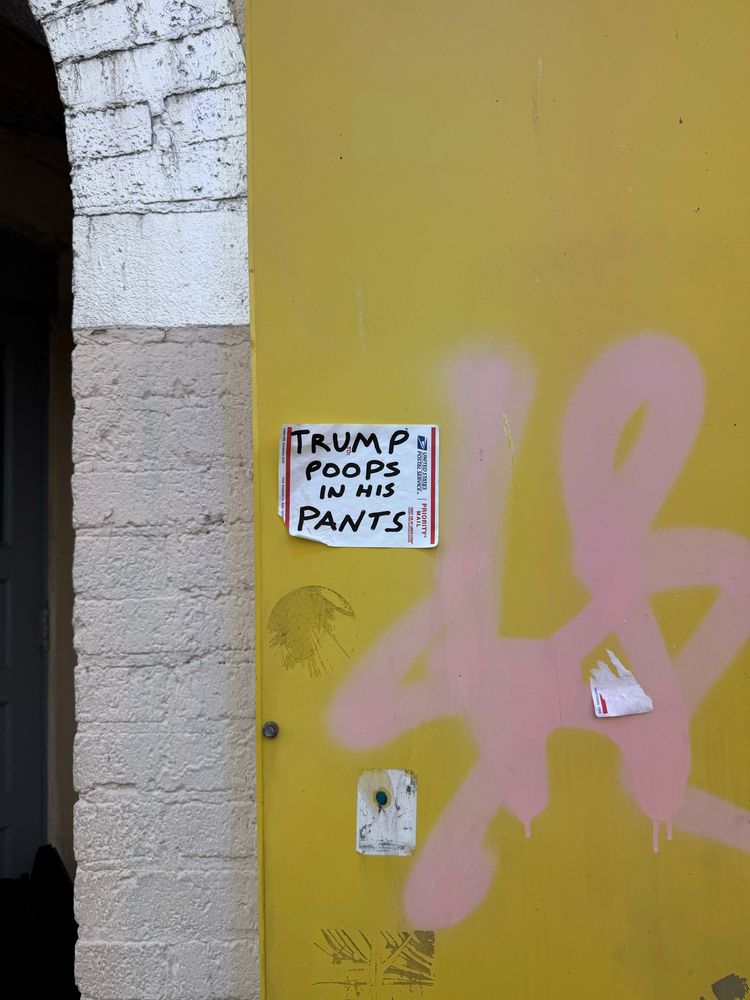 TRUMP
POOPS
IN HIS
PANTS
UNITED STATES
POSTAL SERVICE.
PRIORITY
MAIL